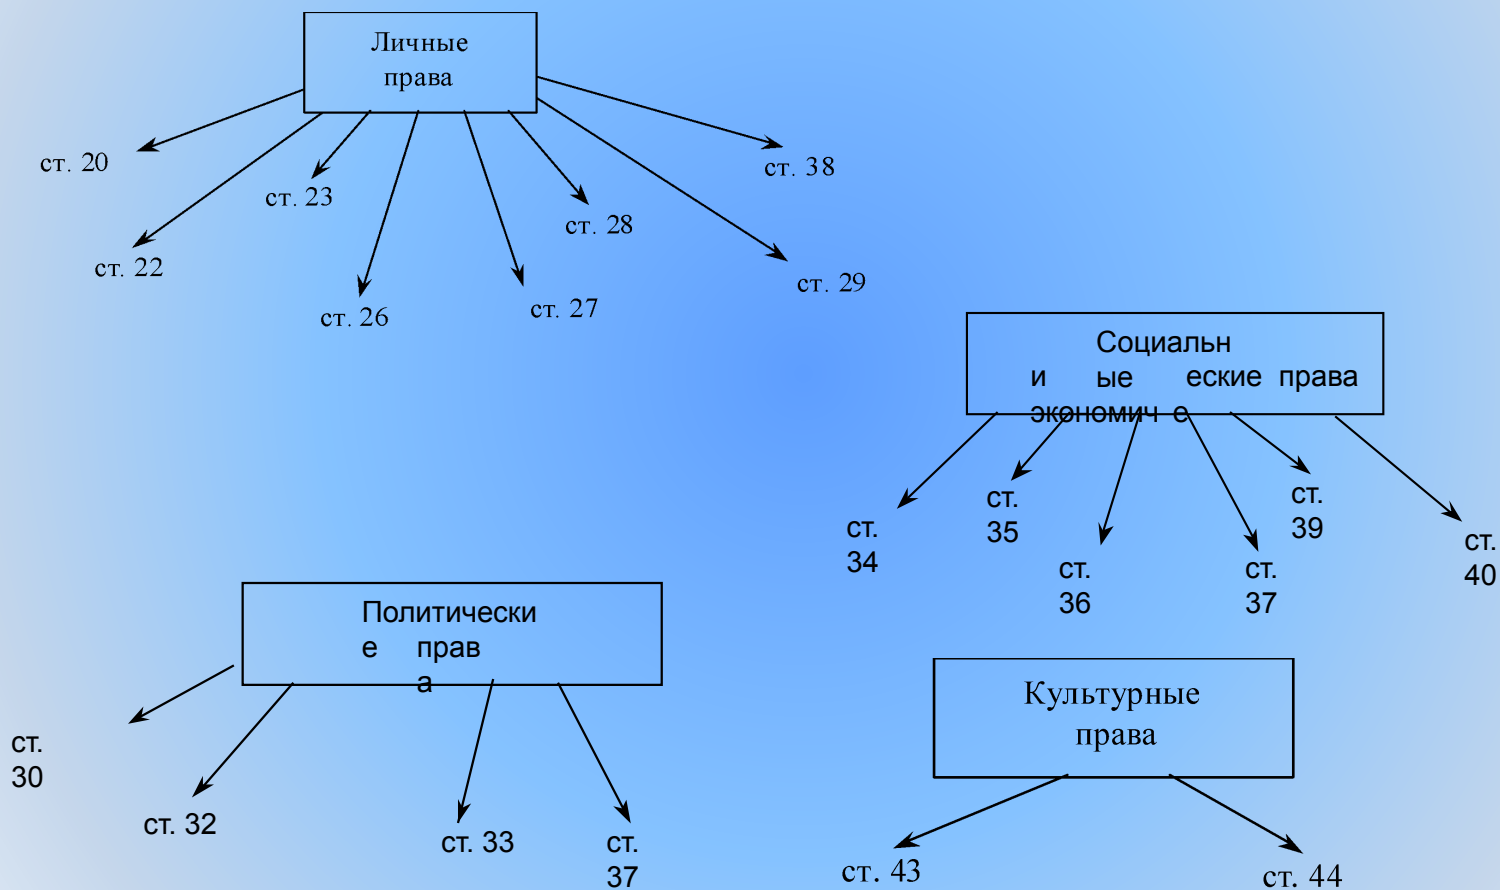 Личные
права
ст. 20
ст. 23
ст. 38
ст. 28
ст. 22
ст. 29
ст. 26
ст. 27
Социальн
и ые еские права
экономич е
ст.
34
ст.
35
ст.
36
ст.
37
ст.
39
ст.
40
Политически
е прав
а
ст.
30
ст. 32
ст. 33
ст.
37
Культурные
права
ст. 43
ст. 44